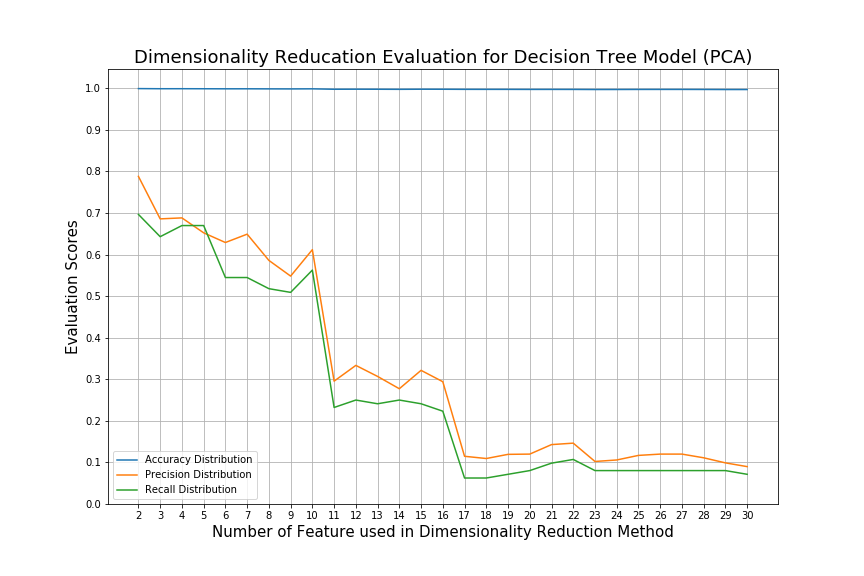 Dimensionality Reducation Evaluation for Decision Tree Model (PCA)
Evaluation Scores
1.0
0.9
0.8
0.7
0.6
0.5
0.4
0.3
0.2
0.1
0.0
Accuracy Distribution
Precision Distribution
Recall Distribution
2 3 4 5 6 7 8 9 10 11 12 13 14 15 16 17 18 19 20 21 22 23 24 25 26 27 28 29 30
Number of Feature used in Dimensionality Reduction Method